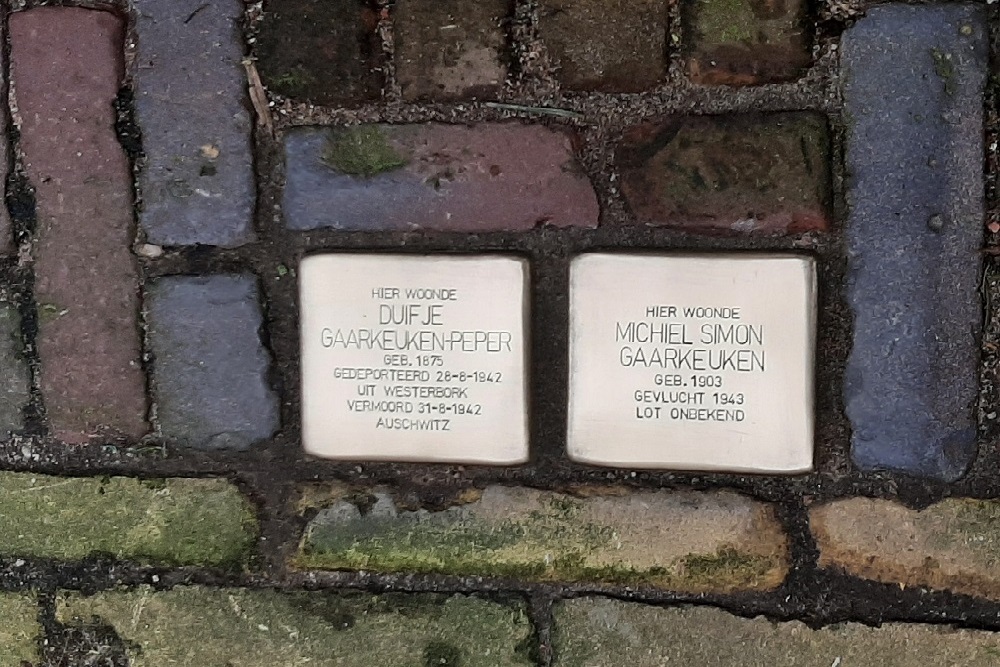 HIER WOONDE
DUIFJE
GAARKEUKEN-PEPER
GEB. 1875
GEDEPORTEERD 28-8-1942
UIT WESTERBORK
VERMOORD 31-8-1942
AUSCHWITZ
HIER WOONDE
MICHIEL SIMON
GAARKEUKEN
GEB. 1903
GEVLUCHT 1943
LOT ONBEKEND